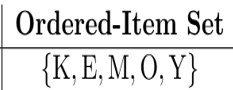 Ordered-Item Set
{K, E, M, O, Y}